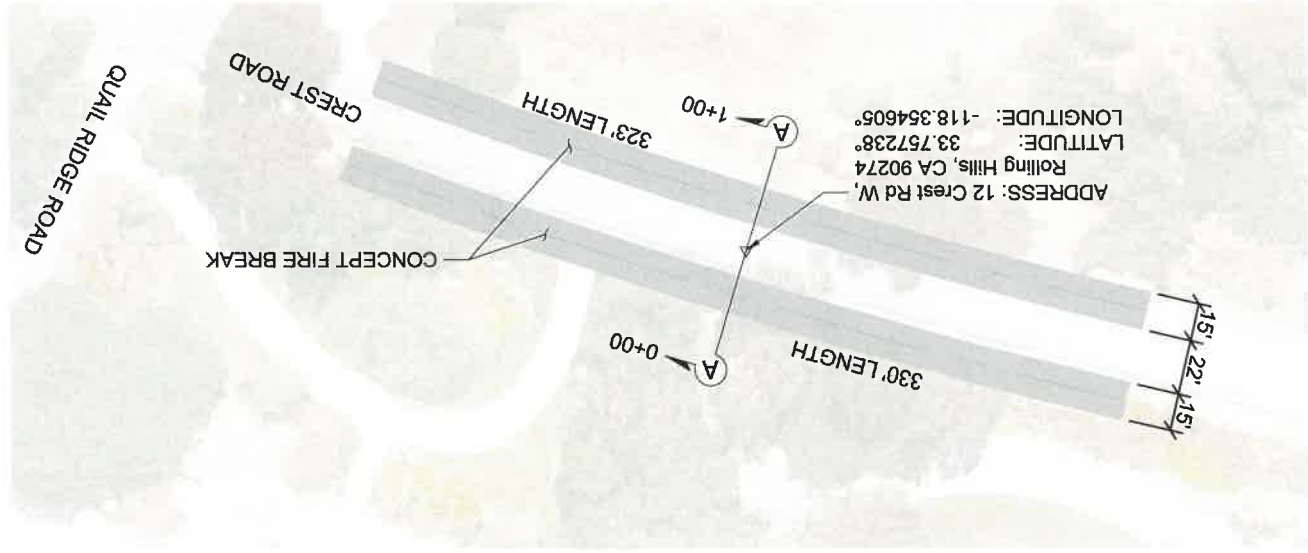 15'
22'
15'
330' LENGTH
A
0+00
ADDRESS: 12 Crest Rd W,
Rolling Hills, CA 90274
LATITUDE: 33.757238°
LONGITUDE: -118.354605°
A
1+00
CONCEPT FIRE BREAK
323' LENGTH
CREST ROAD
QUAIL RIDGE ROAD